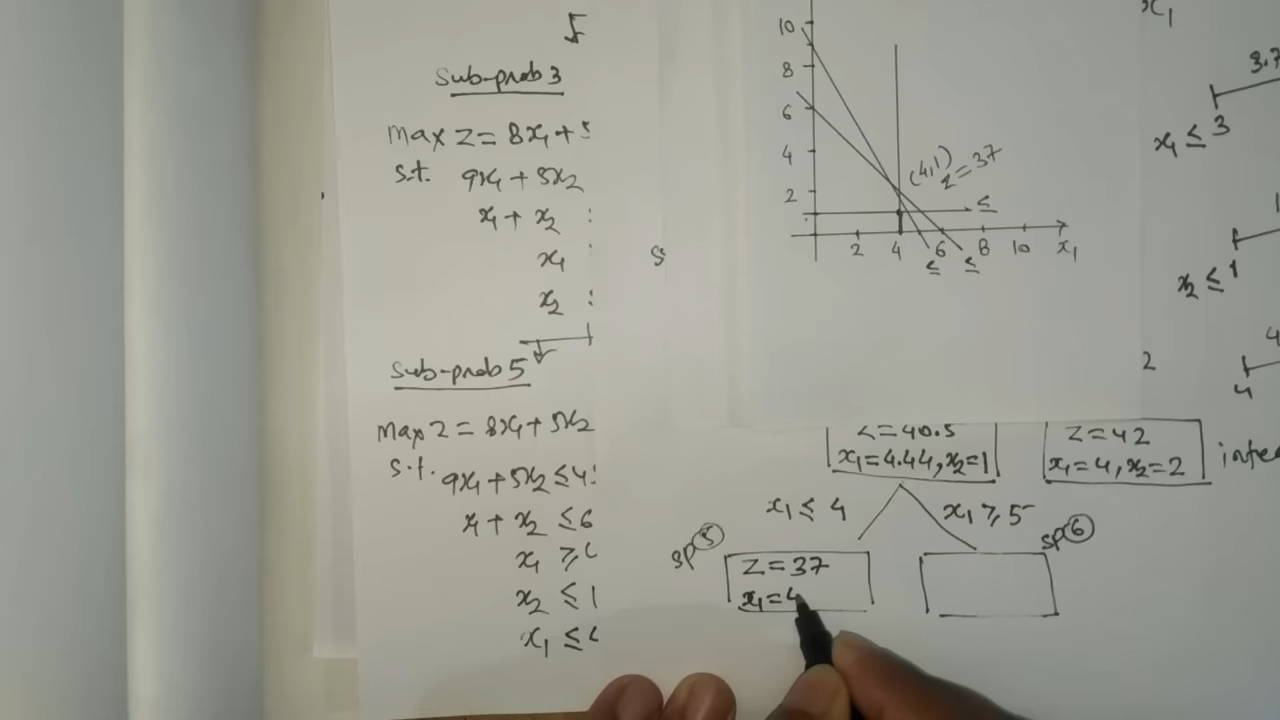 Sub-prob 3
Max Z = 8x₁ + 5
s.t. 9x₁ + 5x₂
x₁ + x₂
x₁
x₂
Sub-prob 5
Max Z = 8x₁ + 5x₂
s.t. 9x₁ + 5x₂ ≤ 45
x₁ + x₂ ≤ 6
x₁ ≥
x₂ ≤ 1
x₁ ≤
S
10
8
6
4
2
(4,1)
Z = 37
≤
2 4 6 8 10 x₁
≤ ≤
Z = 40.5
x₁ = 4.44, x₂ = 1
Z = 42
x₁ = 4, x₂ = 2
x₁ ≤ 4
x₁ ≥ 5
SP ⑤
Z = 37
x₁ = 4
SP ⑥
x₁
3.7
x₁ ≤ 3
x₂ ≤ 1
2
4
4